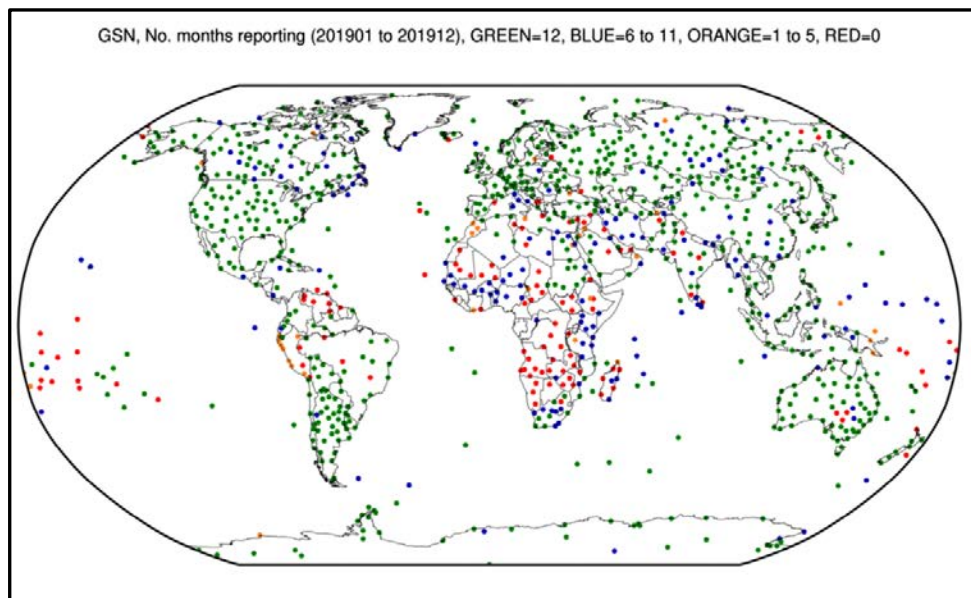 GSN, No. months reporting (201901 to 201912), GREEN=12, BLUE=6 to 11, ORANGE=1 to 5, RED=0